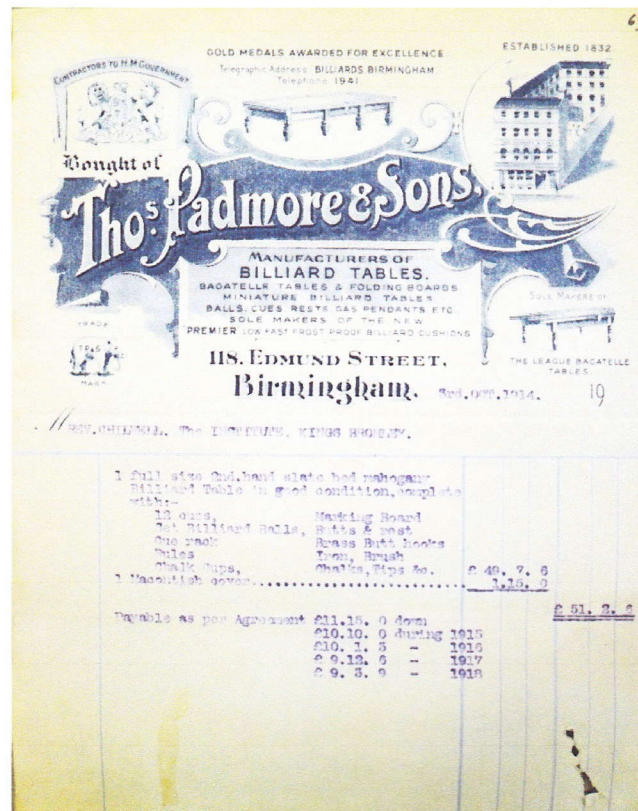 6
GOLD MEDALS AWARDED FOR EXCELLENCE
ESTABLISHED 1832
CONTRACTORS TO H.M GOVERNMENT
Telegraphic Address: BILLIARDS BIRMINGHAM
Telephone 1941
Bought of
Thos. Padmore & Sons.
MANUFACTURERS OF
BILLIARD TABLES.
BAGATELLE TABLES & FOLDING BOARDS
MINIATURE BILLIARD TABLES
BALLS, CUES RESTS, GAS PENDANTS ETC.
SOLE MAKERS OF THE NEW
PREMIER LOW FAST FROST PROOF BILLIARD CUSHIONS
SOLE MAKERS OF
THE LEAGUE BAGATELLE
TABLES
TRADE
MARK
118, EDMUND STREET,
Birmingham.
3rd.OCT.1914.
19
M REV.CHILWELL. The INSTITUTE, KINGS BROMLEY.
1 full size 2nd.hand slate bed mahogany
Billiard Table in good condition,complete
with:-
12 cues, Marking Board
Set Billiard Balls, Butts & rest
Cue rack Brass Butt hooks
Rules Iron, Brush
Chalk Cups, Chalks,Tips &c. £ 49. 7. 6
1 Macontish cover.............................. 1.15. 0
£ 51. 2. 6
Payable as per Agreement £11.15. 0 down
£10.10. 0 during 1915
£10. 1. 3 - 1916
£ 9.12. 6 - 1917
£ 9. 3. 9 - 1918